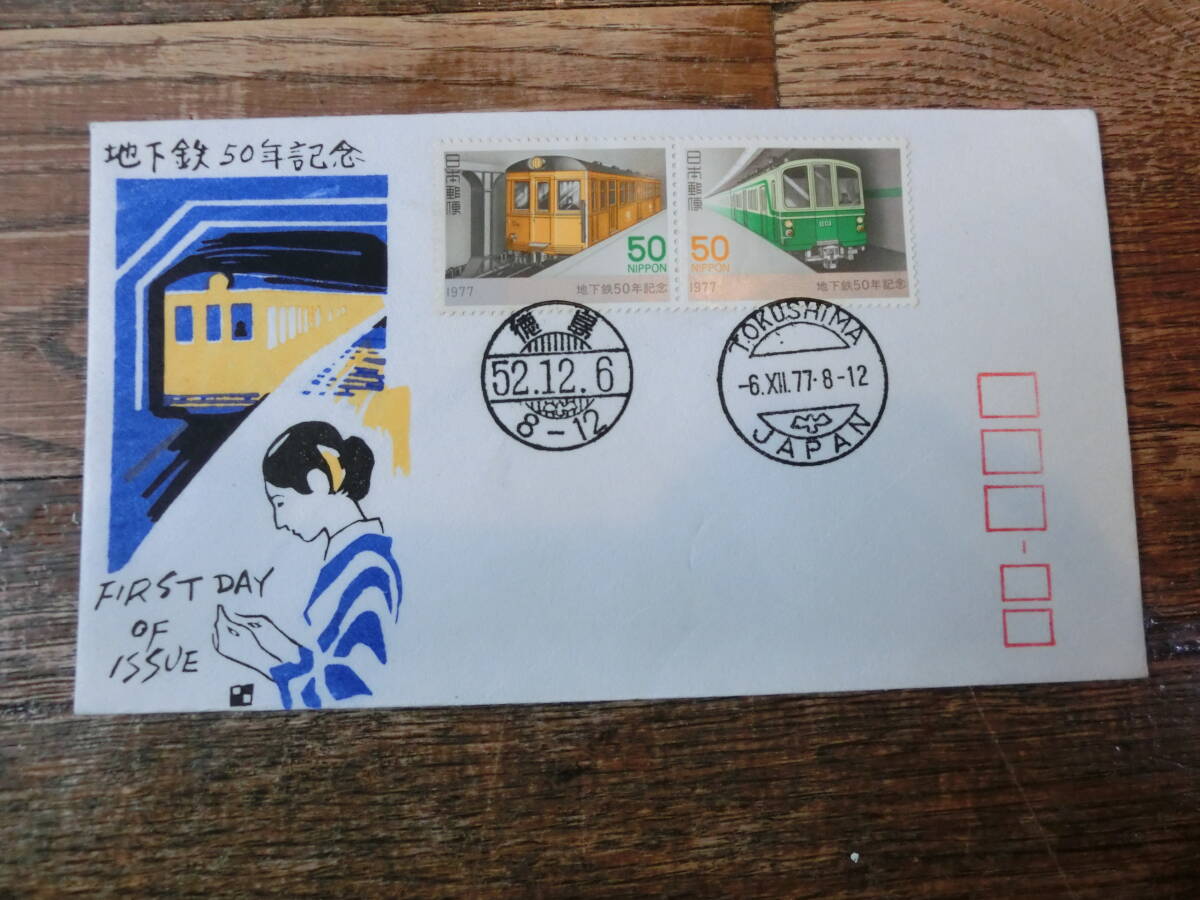 地下鉄50年記念
日本郵便
50
NIPPON
1977
地下鉄50年記念
日本郵便
50
NIPPON
1977
地下鉄50年記念
徳島
52.12.6
8-12
TOKUSHIMA
-6.XII.77.8-12
JAPAN
FIRST DAY
OF
ISSUE